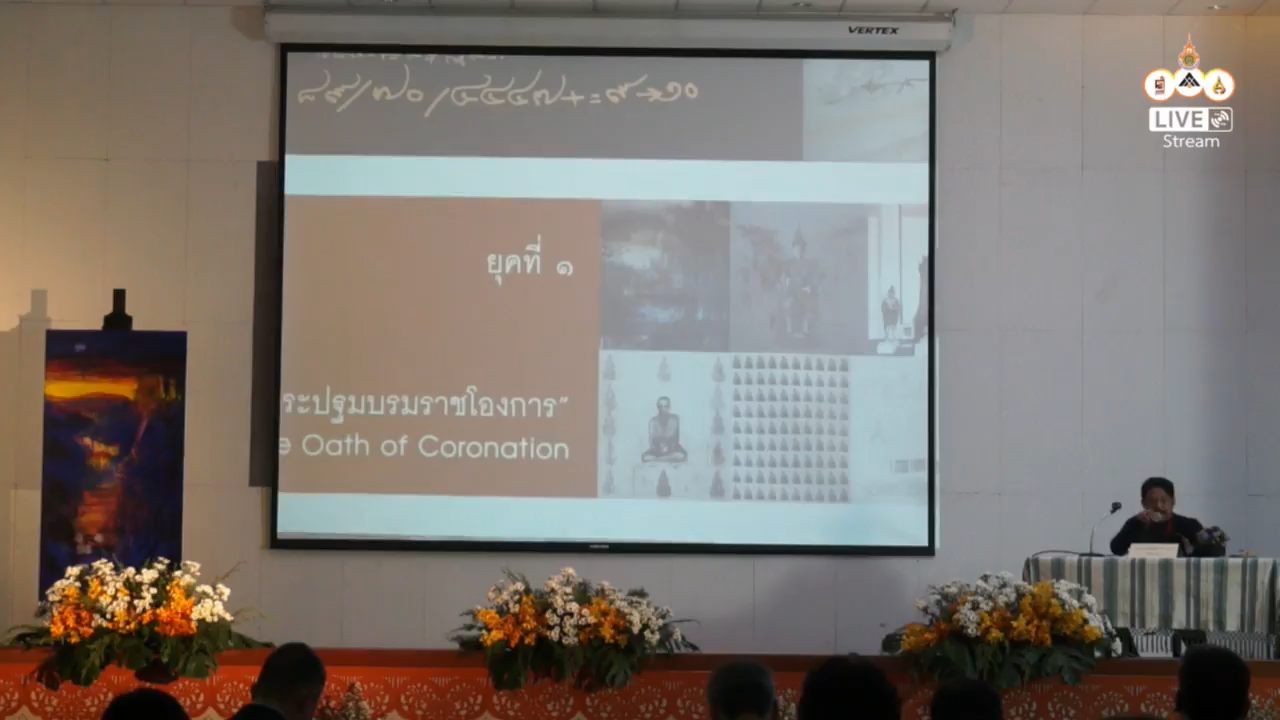 VERTEX
LIVE
Stream
๘๙/๗๐/๔๔๔๗+=๙→๑๐
ยุคที่ ๑
ระปฐมบรมราชโองการ”
e Oath of Coronation